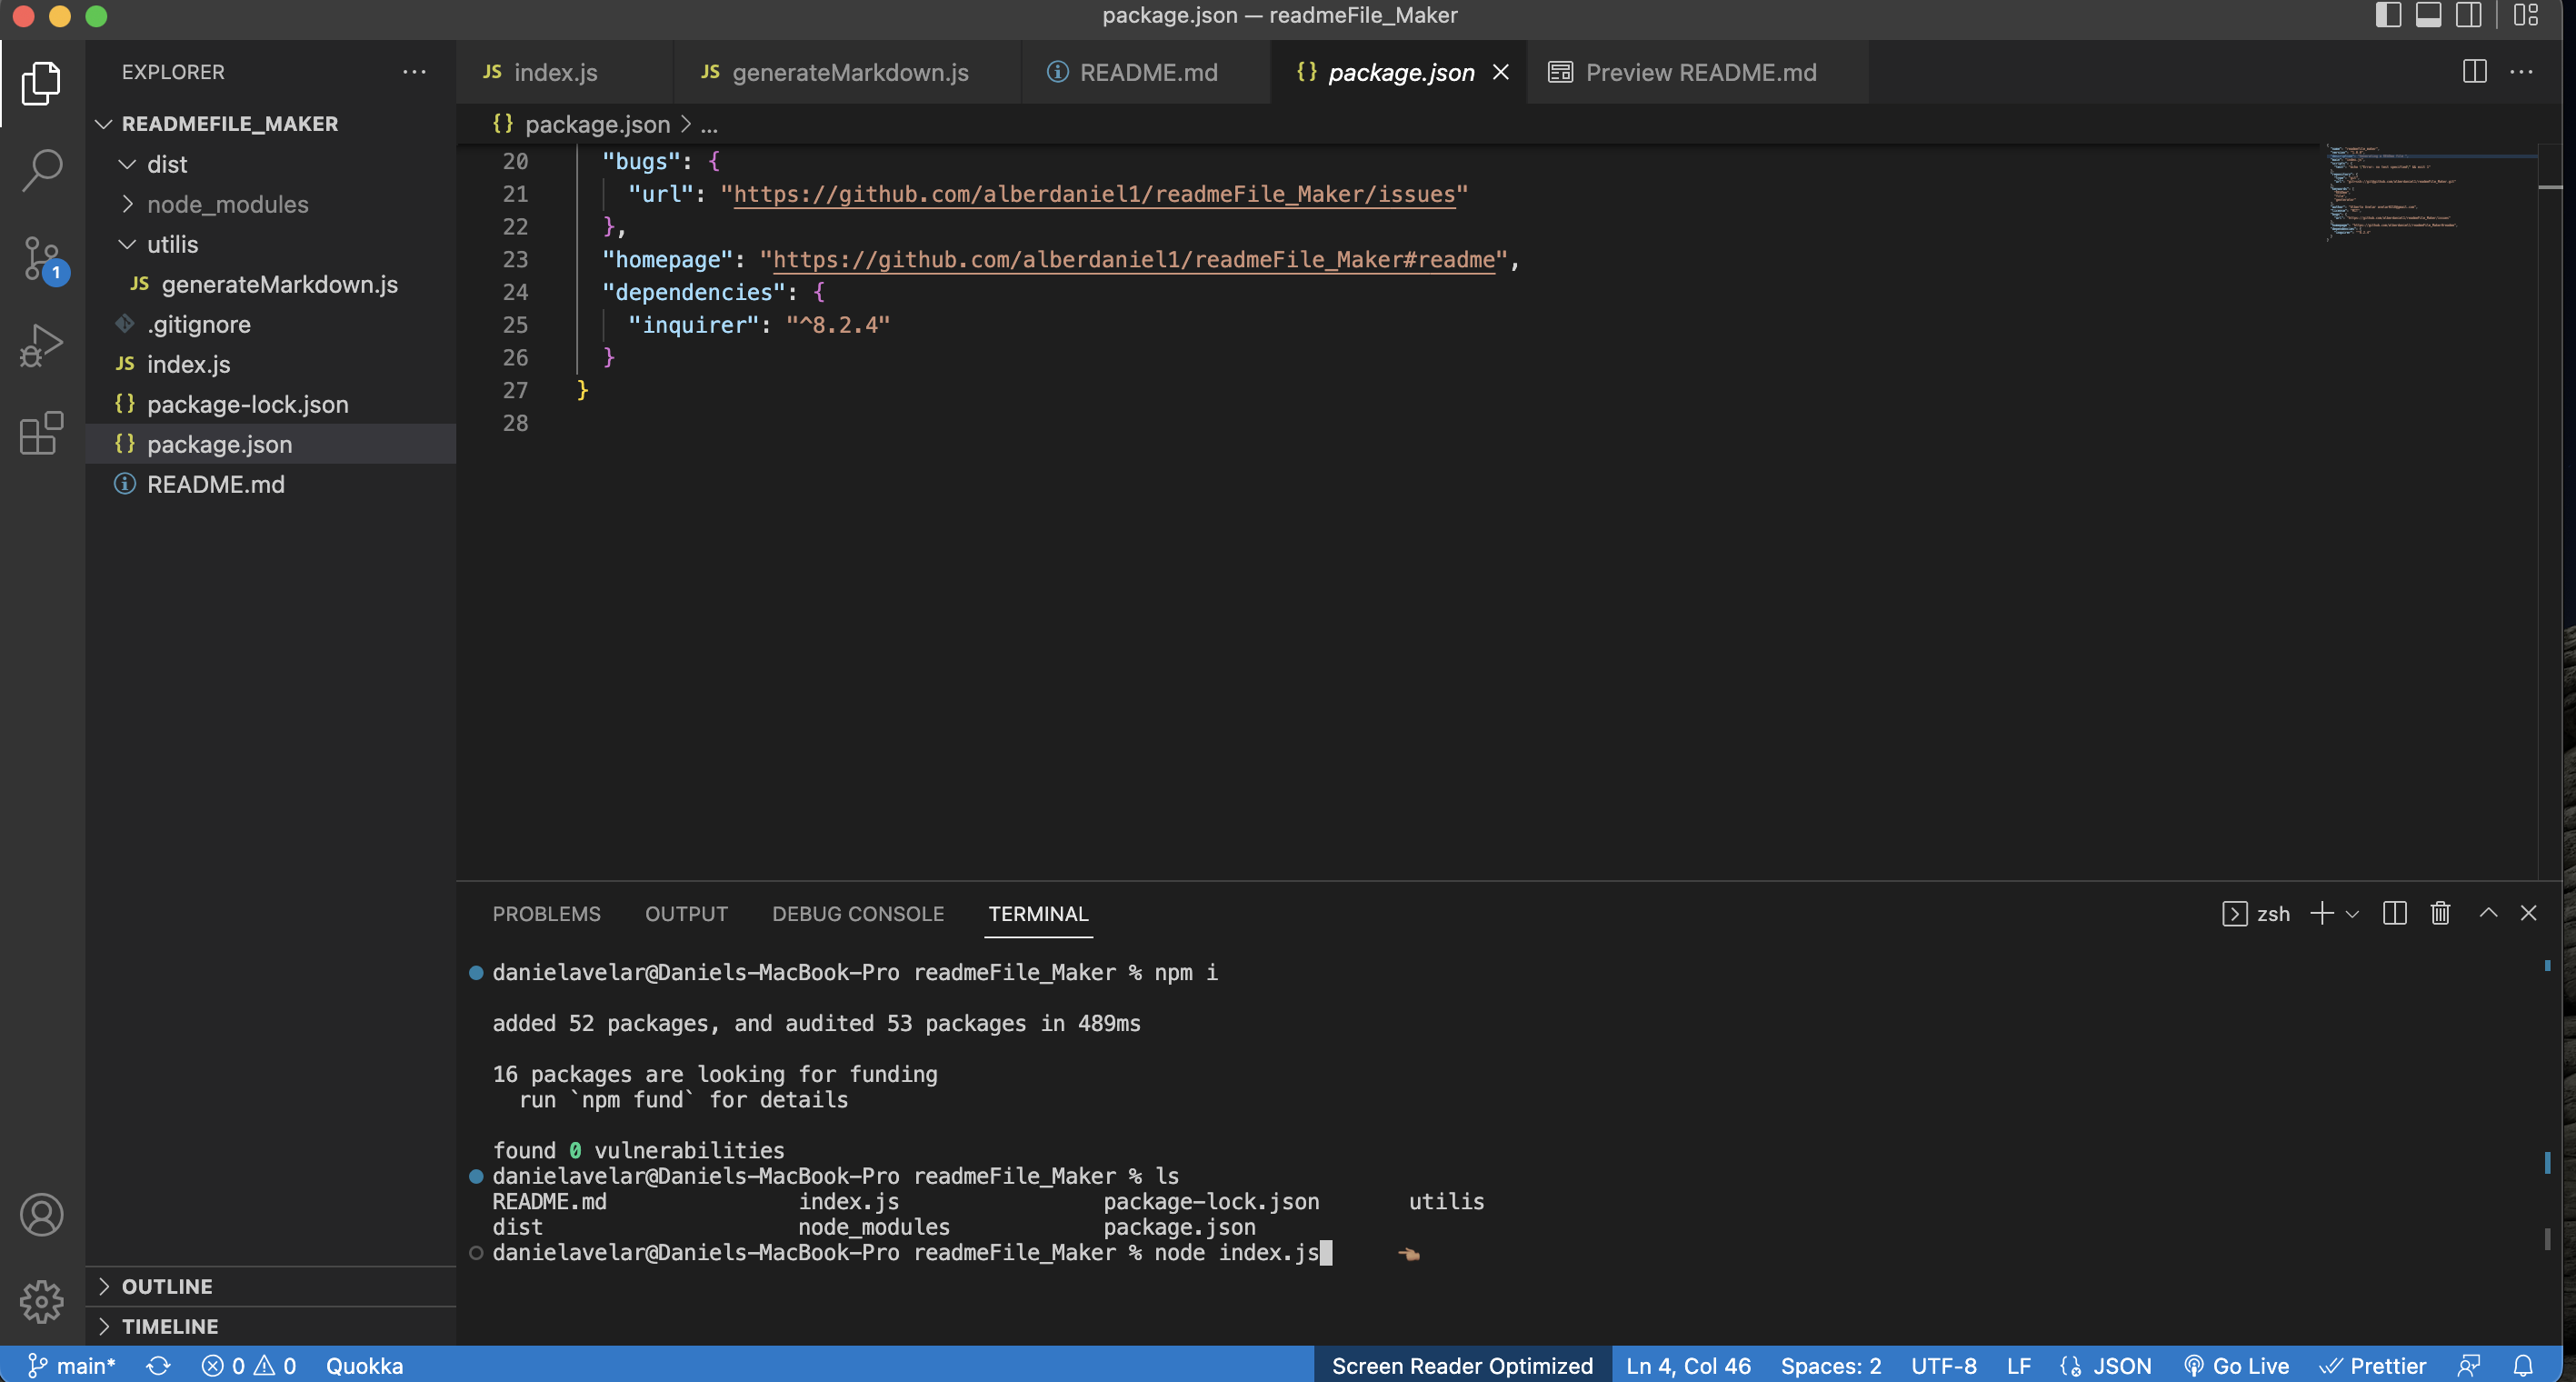 package.json — readmeFile_Maker
EXPLORER
READMEFILE_MAKER
dist
node_modules
utilis
JS generateMarkdown.js
.gitignore
JS index.js
{} package-lock.json
{} package.json
README.md
OUTLINE
TIMELINE
1
JS index.js
JS generateMarkdown.js
README.md
{} package.json
Preview README.md
{} package.json > ...
20 "bugs": {
21 "url": "https://github.com/alberdaniel1/readmeFile_Maker/issues"
22 },
23 "homepage": "https://github.com/alberdaniel1/readmeFile_Maker#readme",
24 "dependencies": {
25 "inquirer": "^8.2.4"
26 }
27 }
28
PROBLEMS OUTPUT DEBUG CONSOLE TERMINAL
zsh
danielavelar@Daniels-MacBook-Pro readmeFile_Maker % npm i
added 52 packages, and audited 53 packages in 489ms
16 packages are looking for funding
run `npm fund` for details
found 0 vulnerabilities
danielavelar@Daniels-MacBook-Pro readmeFile_Maker % ls
README.md index.js package-lock.json utilis
dist node_modules package.json
danielavelar@Daniels-MacBook-Pro readmeFile_Maker % node index.js
main* 0 0 Quokka Screen Reader Optimized Ln 4, Col 46 Spaces: 2 UTF-8 LF JSON Go Live Prettier